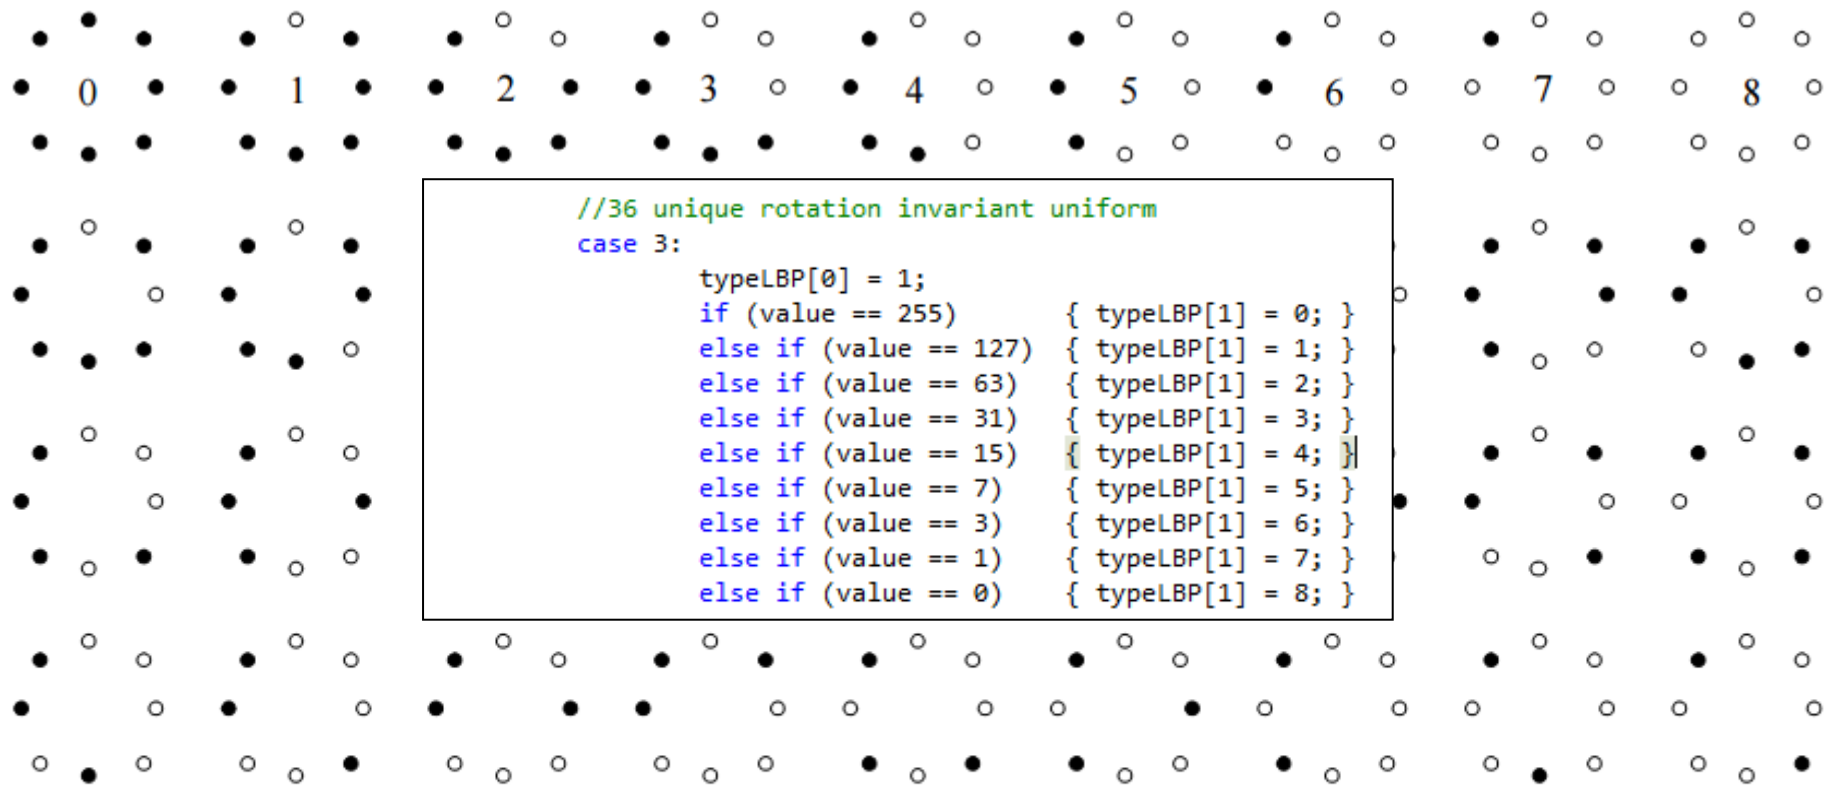 0 1 2 3 4 5 6 7 8
//36 unique rotation invariant uniform
case 3:
typeLBP[0] = 1;
if (value == 255) { typeLBP[1] = 0; }
else if (value == 127) { typeLBP[1] = 1; }
else if (value == 63) { typeLBP[1] = 2; }
else if (value == 31) { typeLBP[1] = 3; }
else if (value == 15) { typeLBP[1] = 4; }
else if (value == 7) { typeLBP[1] = 5; }
else if (value == 3) { typeLBP[1] = 6; }
else if (value == 1) { typeLBP[1] = 7; }
else if (value == 0) { typeLBP[1] = 8; }